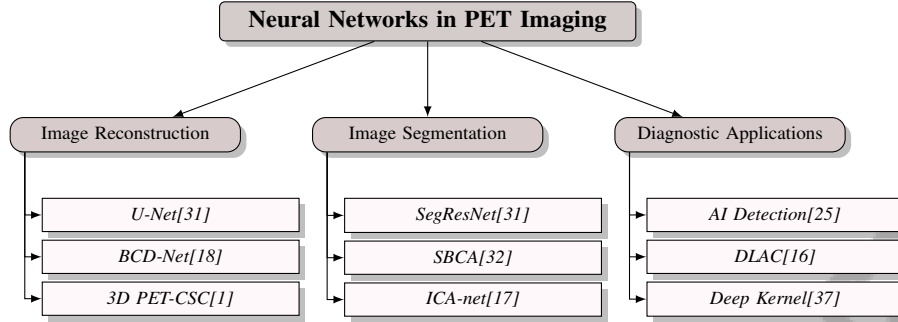 Neural Networks in PET Imaging
Image Reconstruction
Image Segmentation
Diagnostic Applications
U-Net[31]
SegResNet[31]
AI Detection[25]
BCD-Net[18]
SBCA[32]
DLAC[16]
3D PET-CSC[1]
ICA-net[17]
Deep Kernel[37]